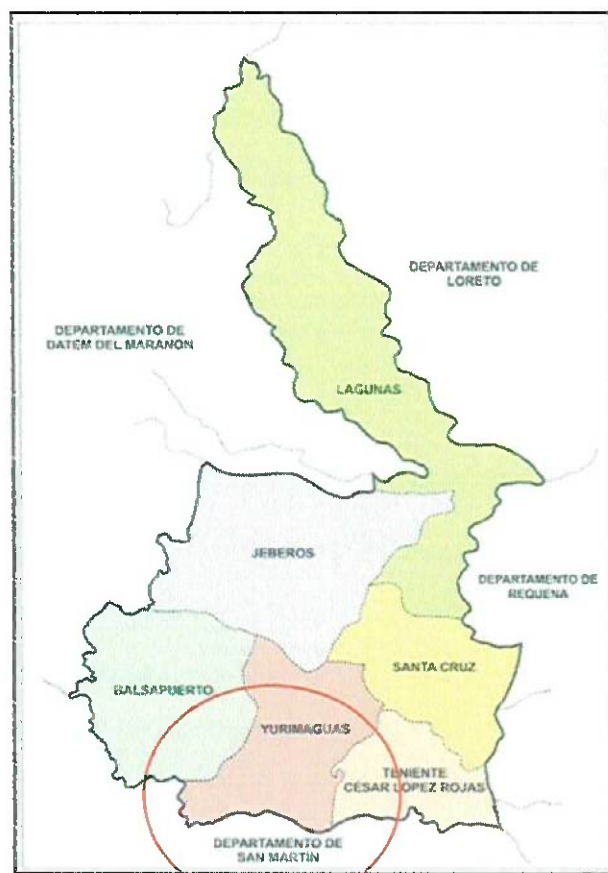 DEPARTAMENTO DE
LORETO
DEPARTAMENTO DE
DATEM DEL MARAÑON
LAGUNAS
JEBEROS
DEPARTAMENTO DE
REQUENA
SANTA CRUZ
BALSAPUERTO
YURIMAGUAS
TENIENTE
CESAR LOPEZ ROJAS
DEPARTAMENTO DE
SAN MARTÍN